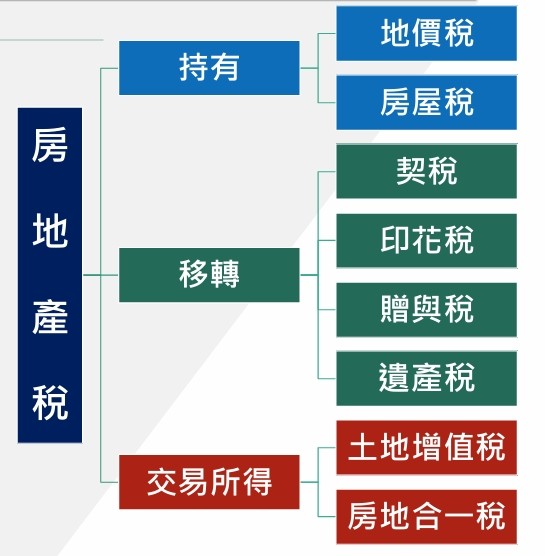 房地產稅
持有
地價稅
房屋稅
移轉
契稅
印花稅
贈與稅
遺產稅
交易所得
土地增值稅
房地合一稅